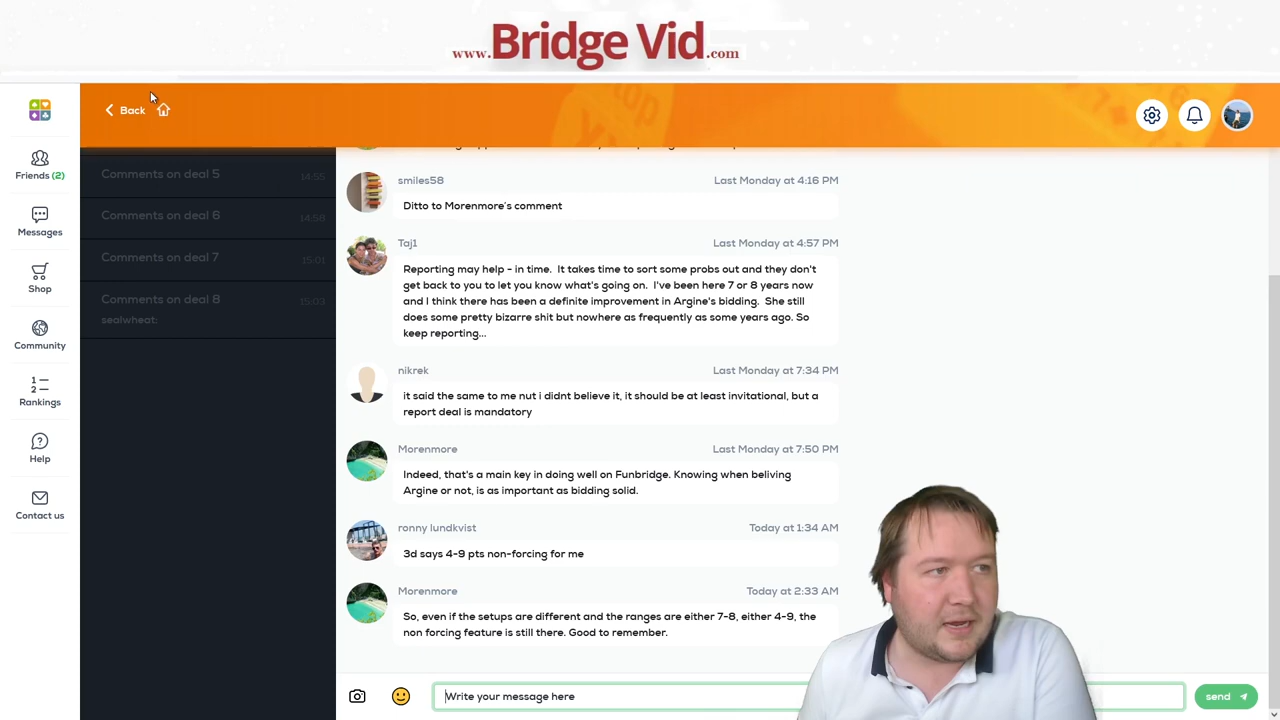 www.Bridge Vid.com
Back
Friends (2)
Messages
Shop
Community
Rankings
Help
Contact us
Comments on deal 5
14:55
Comments on deal 6
14:58
Comments on deal 7
15:01
Comments on deal 8
15:03
sealwheat:
smiles58
Last Monday at 4:16 PM
Ditto to Morenmore's comment
Taj1
Last Monday at 4:57 PM
Reporting may help - in time. It takes time to sort some probs out and they don't
get back to you to let you know what's going on. I've been here 7 or 8 years now
and I think there has been a definite improvement in Argine's bidding. She still
does some pretty bizarre shit but nowhere as frequently as some years ago. So
keep reporting...
nikrek
Last Monday at 7:34 PM
it said the same to me nut i didnt believe it, it should be at least invitational, but a
report deal is mandatory
Morenmore
Last Monday at 7:50 PM
Indeed, that's a main key in doing well on Funbridge. Knowing when beliving
Argine or not, is as important as bidding solid.
ronny lundkvist
Today at 1:34 AM
3d says 4-9 pts non-forcing for me
Morenmore
Today at 2:33 AM
So, even if the setups are different and the ranges are either 7-8, either 4-9, the
non forcing feature is still there. Good to remember.
Write your message here
send